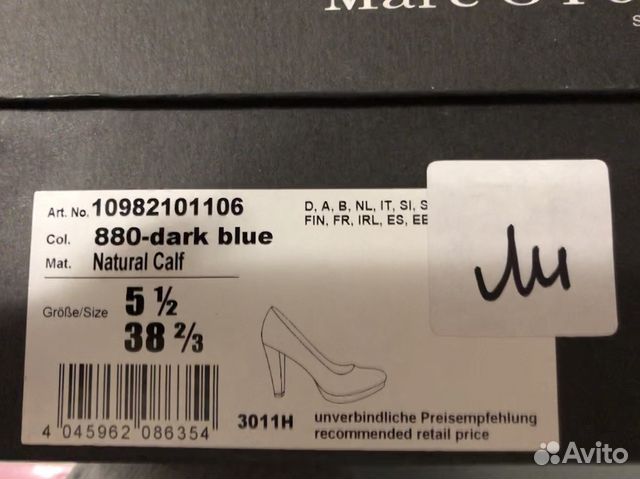 Art. No. 10982101106
Col. 880-dark blue
Mat. Natural Calf
D, A, B, NL, IT, SI,
FIN, FR, IRL, ES,
Größe/Size 5 ½
38 ⅔
3011H
unverbindliche Preisempfehlung
recommended retail price
4 045962 086354
Avito